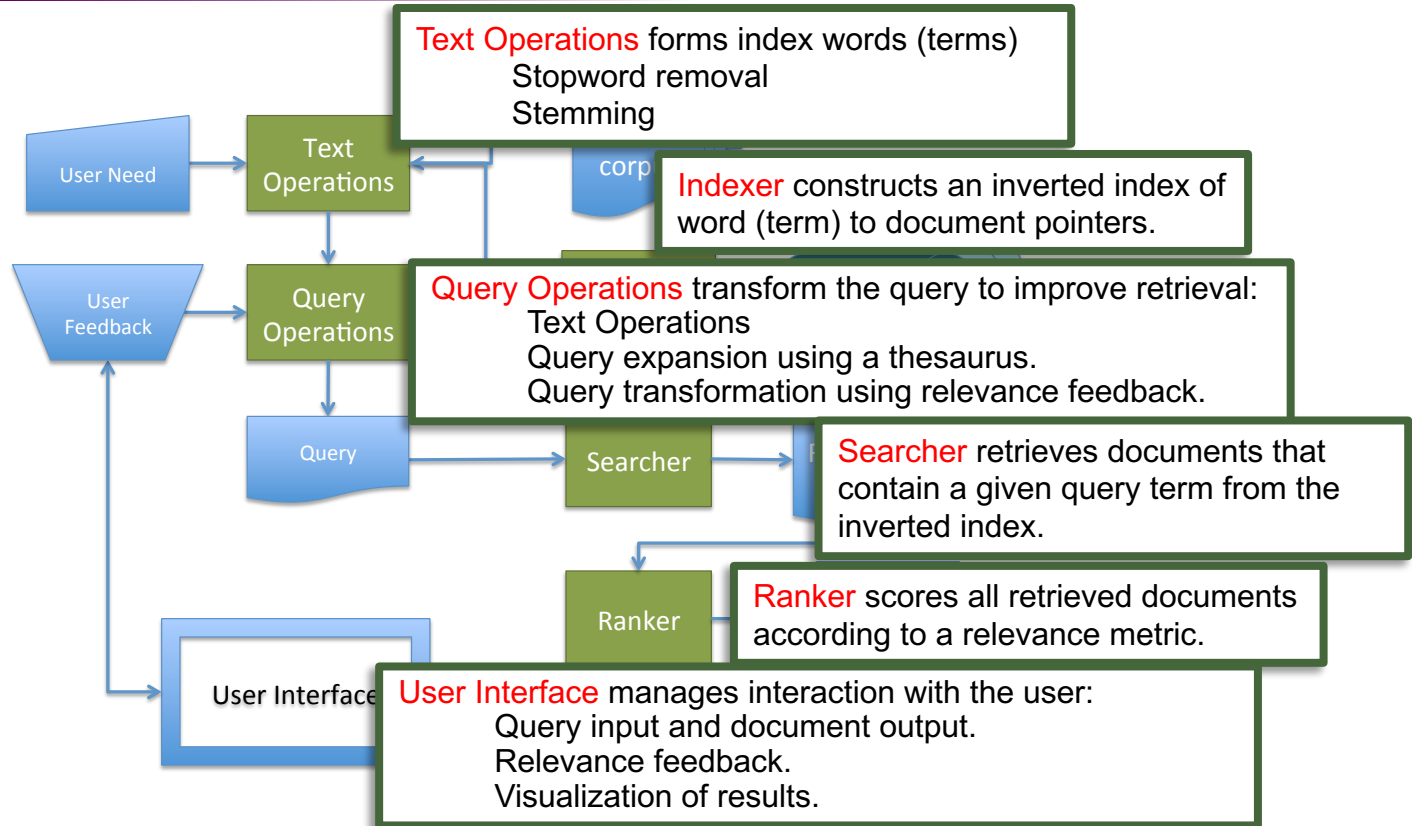 Text Operations forms index words (terms)
Stopword removal
Stemming
User Need
Text
Operations
corp
Indexer constructs an inverted index of
word (term) to document pointers.
User
Feedback
Query
Operations
Query Operations transform the query to improve retrieval:
Text Operations
Query expansion using a thesaurus.
Query transformation using relevance feedback.
Query
Searcher
Searcher retrieves documents that
contain a given query term from the
inverted index.
Ranker
Ranker scores all retrieved documents
according to a relevance metric.
User Interface
User Interface manages interaction with the user:
Query input and document output.
Relevance feedback.
Visualization of results.